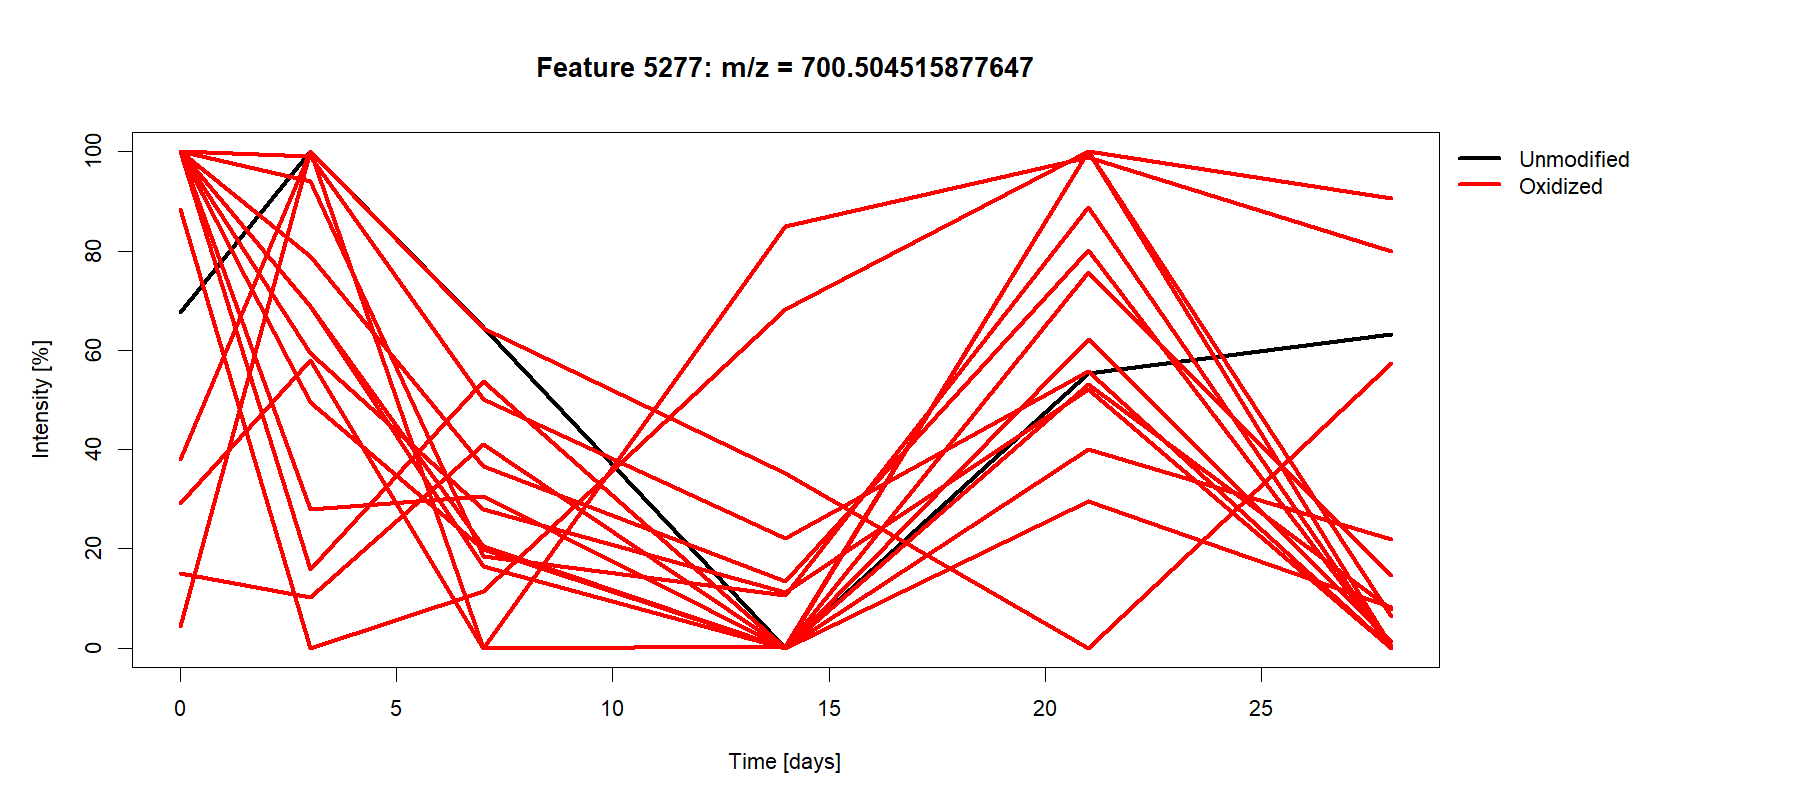 Feature 5277: m/z = 700.504515877647
Unmodified
Oxidized
Intensity [%]
100
80
60
40
20
0
0 5 10 15 20 25
Time [days]